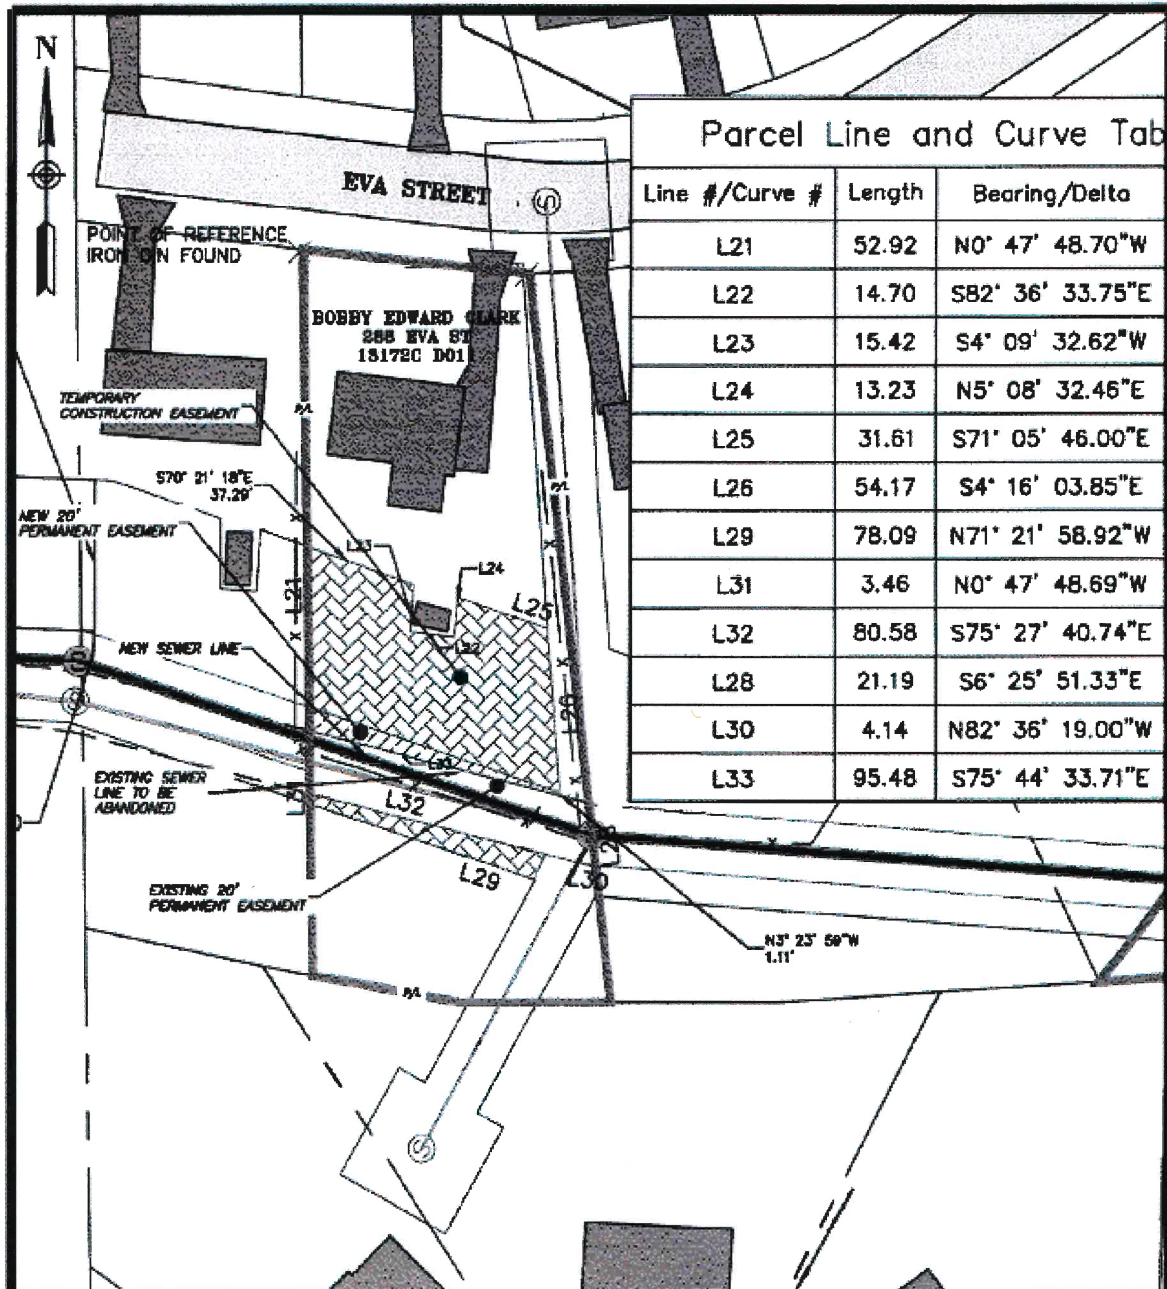 N
EVA STREET
S
POINT OF REFERENCE
IRON PIN FOUND
BOBBY EDWARD CLARK
EVA ST
13172C D01
TEMPORARY
CONSTRUCTION EASEMENT
P/L
S70° 21' 18"E
37.29'
P/L
NEW 20'
PERMANENT EASEMENT
L23
L24
L21
L25
L22
NEW SEWER LINE
L26
S
S
L33
EXISTING SEWER
LINE TO BE
ABANDONED
L31
L32
L29
L30
EXISTING 20'
PERMANENT EASEMENT
N3° 23' 59"W
1.11'
P/L
S
Parcel Line and Curve Tab
Line #/Curve # Length Bearing/Delta
L21 52.92 N0° 47' 48.70"W
L22 14.70 S82° 36' 33.75"E
L23 15.42 S4° 09' 32.62"W
L24 13.23 N5° 08' 32.46"E
L25 31.61 S71° 05' 46.00"E
L26 54.17 S4° 16' 03.85"E
L29 78.09 N71° 21' 58.92"W
L31 3.46 N0° 47' 48.69"W
L32 80.58 S75° 27' 40.74"E
L28 21.19 S6° 25' 51.33"E
L30 4.14 N82° 36' 19.00"W
L33 95.48 S75° 44' 33.71"E